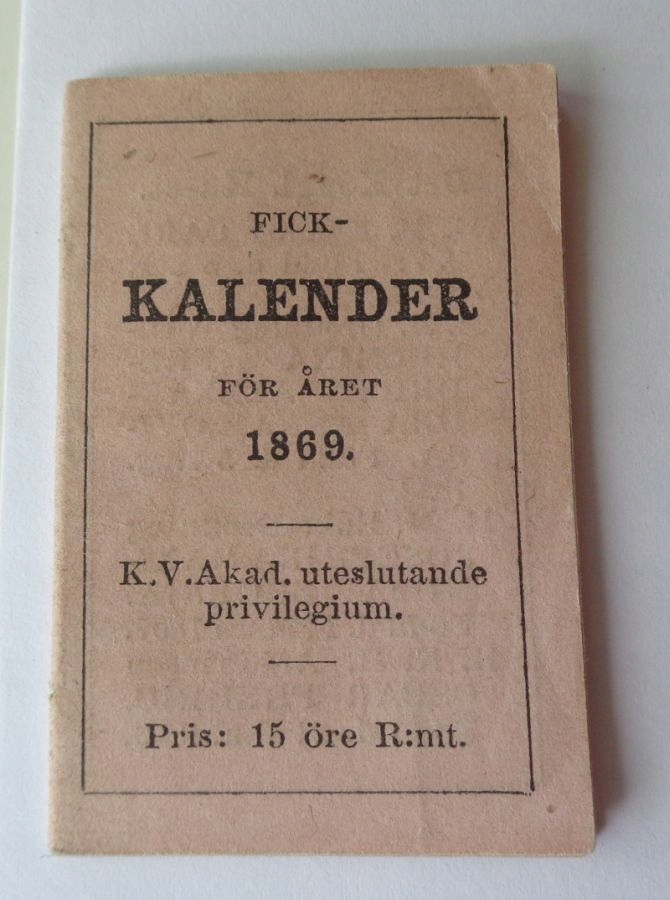 FICK-
KALENDER
FÖR ÅRET
1869.
K.V.Akad. uteslutande
privilegium.
Pris: 15 öre R:mt.